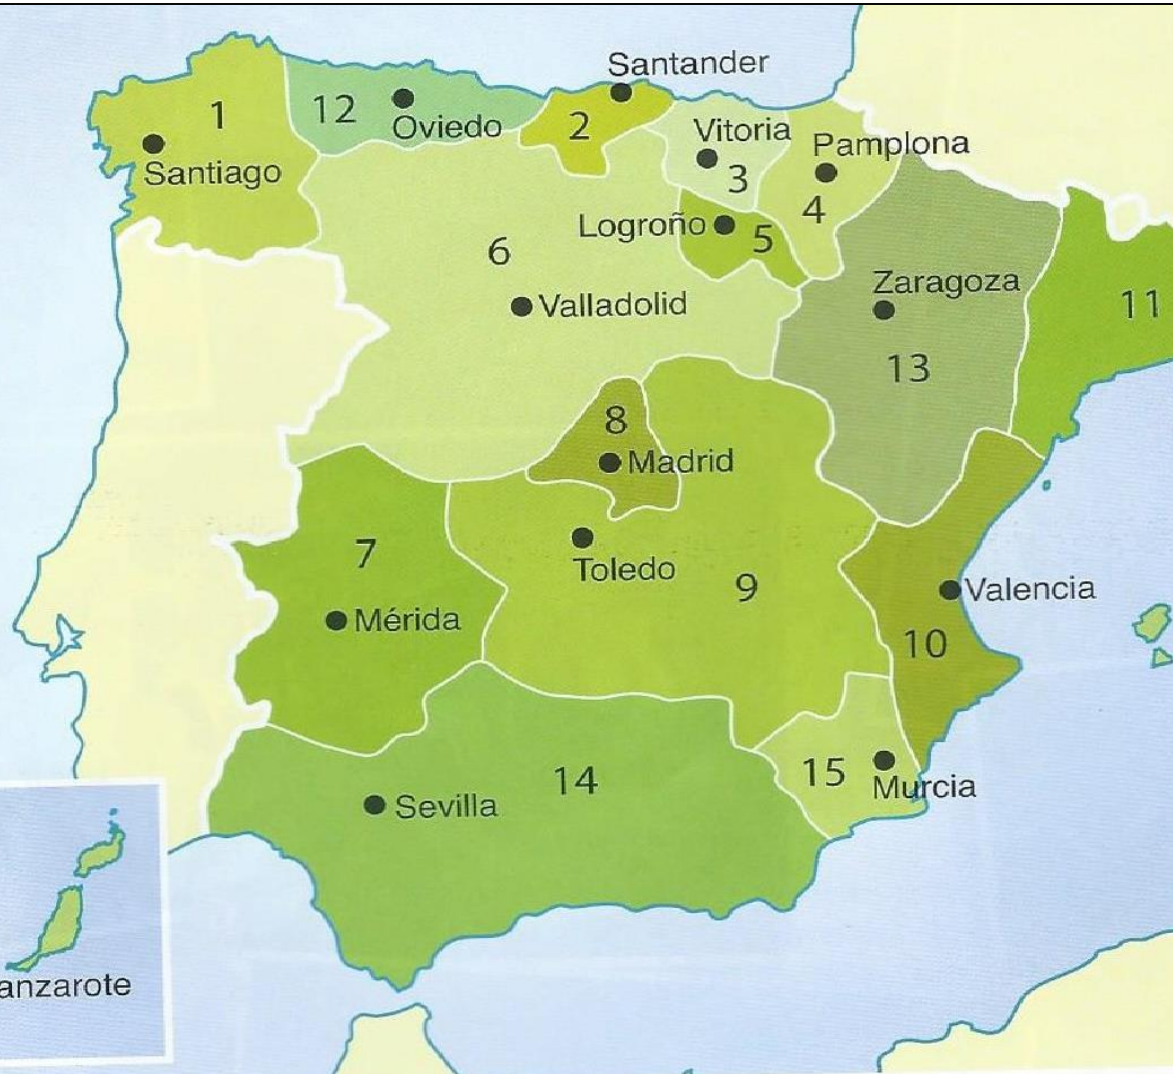 Santander
1
12
Oviedo
2
Vitoria
3
Pamplona
4
Santiago
Logroño
5
6
Valladolid
Zaragoza
13
11
8
Madrid
7
Toledo
9
Mérida
Valencia
10
14
15
Murcia
Sevilla
anzarote